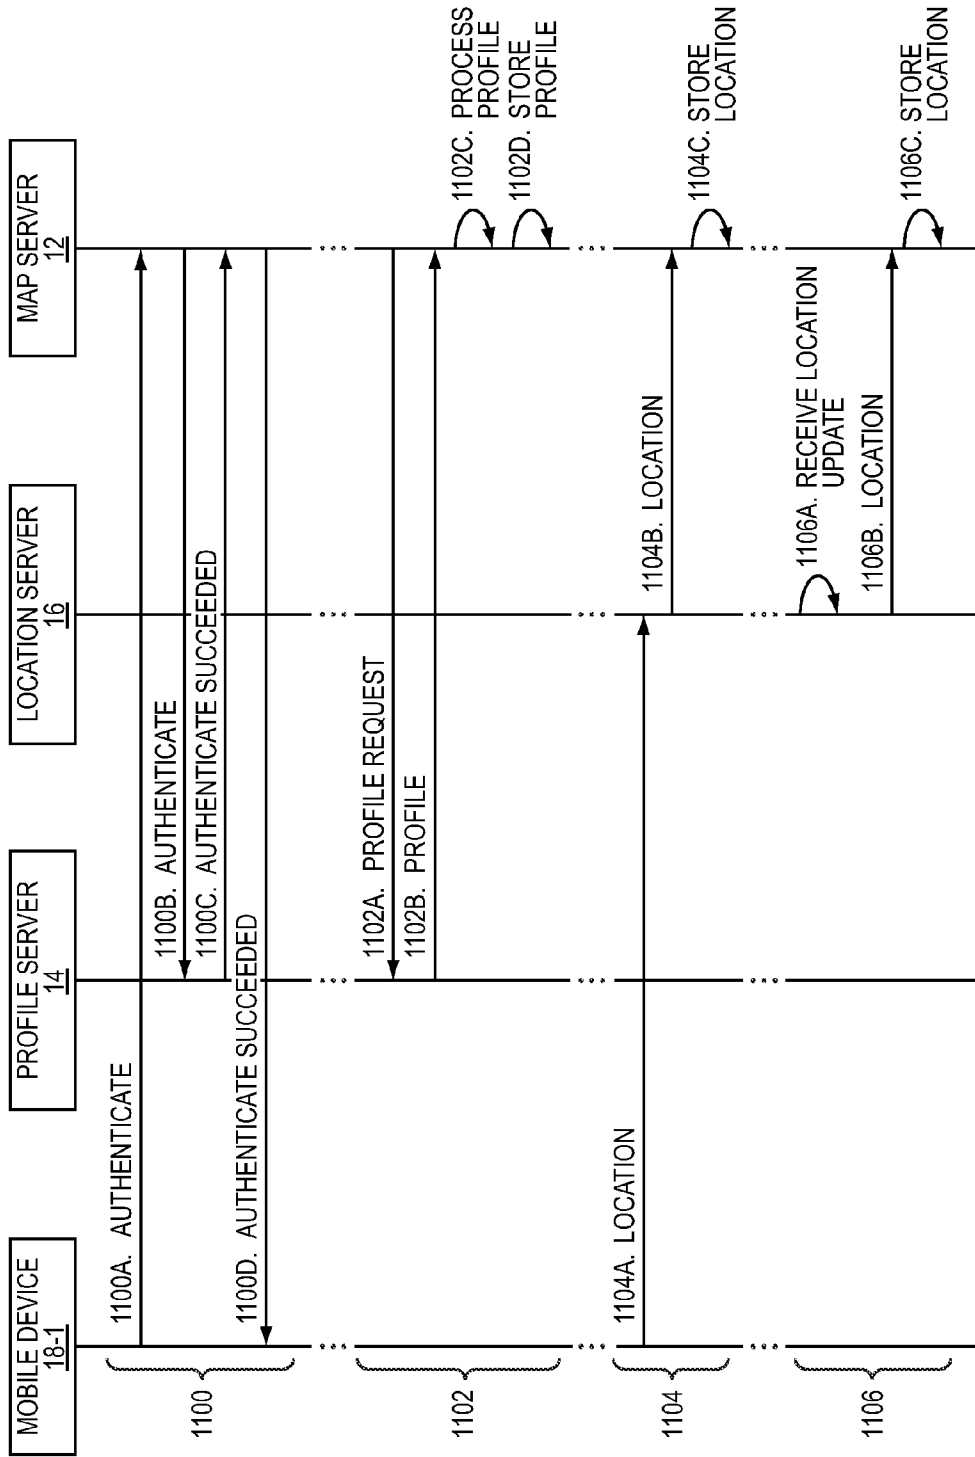 MOBILE DEVICE
18-1
PROFILE SERVER
14
LOCATION SERVER
16
MAP SERVER
12
1100
1100A. AUTHENTICATE
1100B. AUTHENTICATE
1100C. AUTHENTICATE SUCCEEDED
1100D. AUTHENTICATE SUCCEEDED
1102
1102A. PROFILE REQUEST
1102B. PROFILE
1102C. PROCESS
PROFILE
1102D. STORE
PROFILE
1104
1104A. LOCATION
1104B. LOCATION
1104C. STORE
LOCATION
1106
1106A. RECEIVE LOCATION
UPDATE
1106B. LOCATION
1106C. STORE
LOCATION